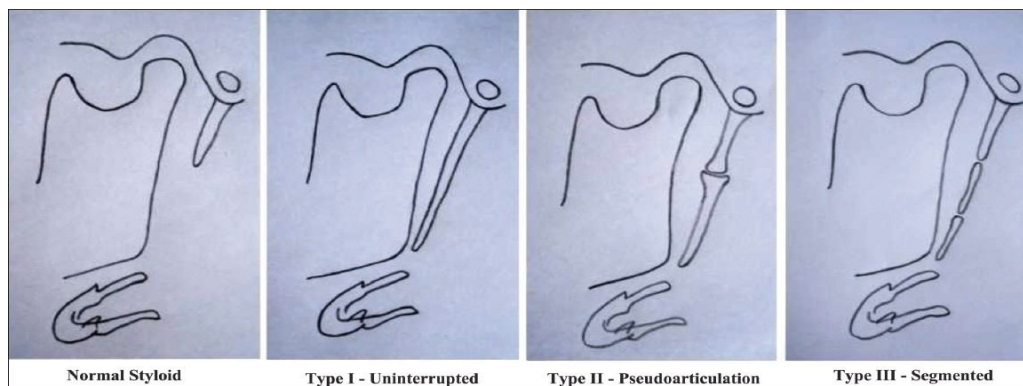 Normal Styloid
Type I - Uninterrupted
Type II - Pseudoarticulation
Type III - Segmented